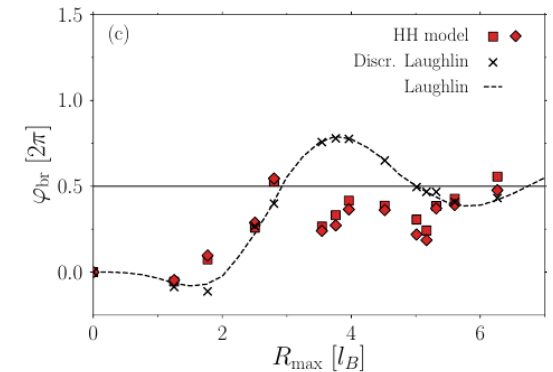 (c)
HH model
Discr. Laughlin
Laughlin
1.5
1.0
0.5
0.0
φbr [2π]
0
2
4
6
Rmax [lB]